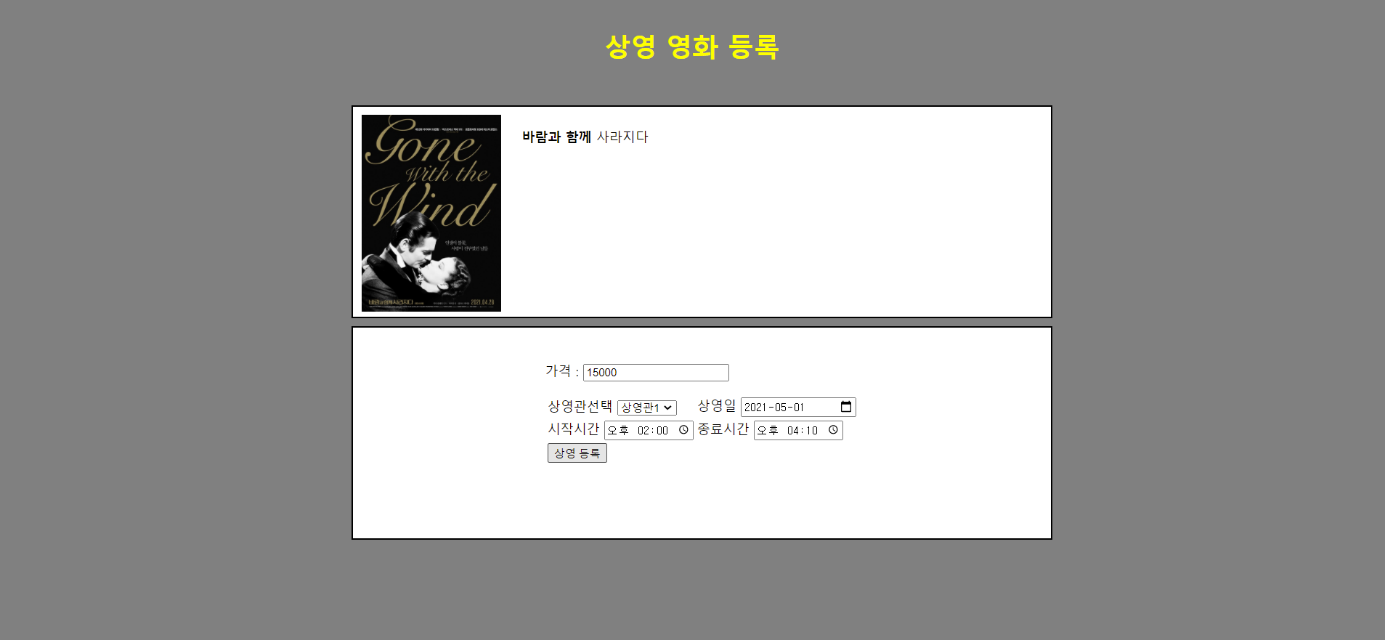 상영 영화 등록
Gone
With the
Wind
바람과 함께 사라지다
가격 : 15000
상영관선택 상영관1 상영일 2021-05-01
시작시간 오후 02:00 종료시간 오후 04:10
상영 등록